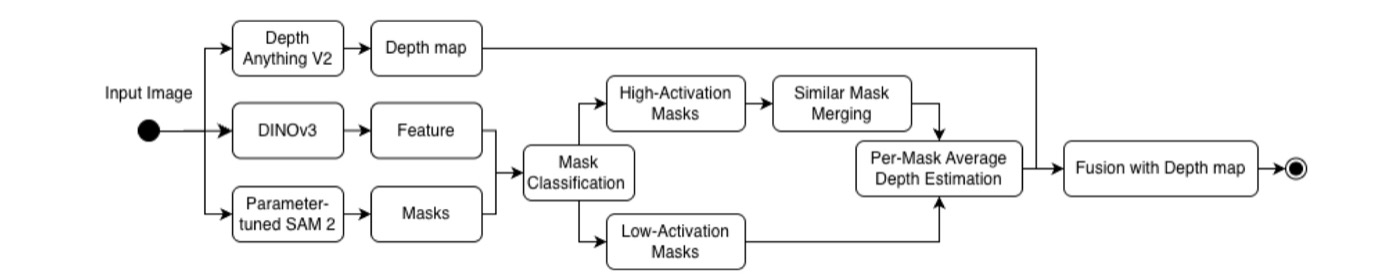 Input Image
Depth
Anything V2
Depth map
DINOv3
Feature
Parameter-
tuned SAM 2
Masks
Mask
Classification
High-Activation
Masks
Similar Mask
Merging
Low-Activation
Masks
Per-Mask Average
Depth Estimation
Fusion with Depth map